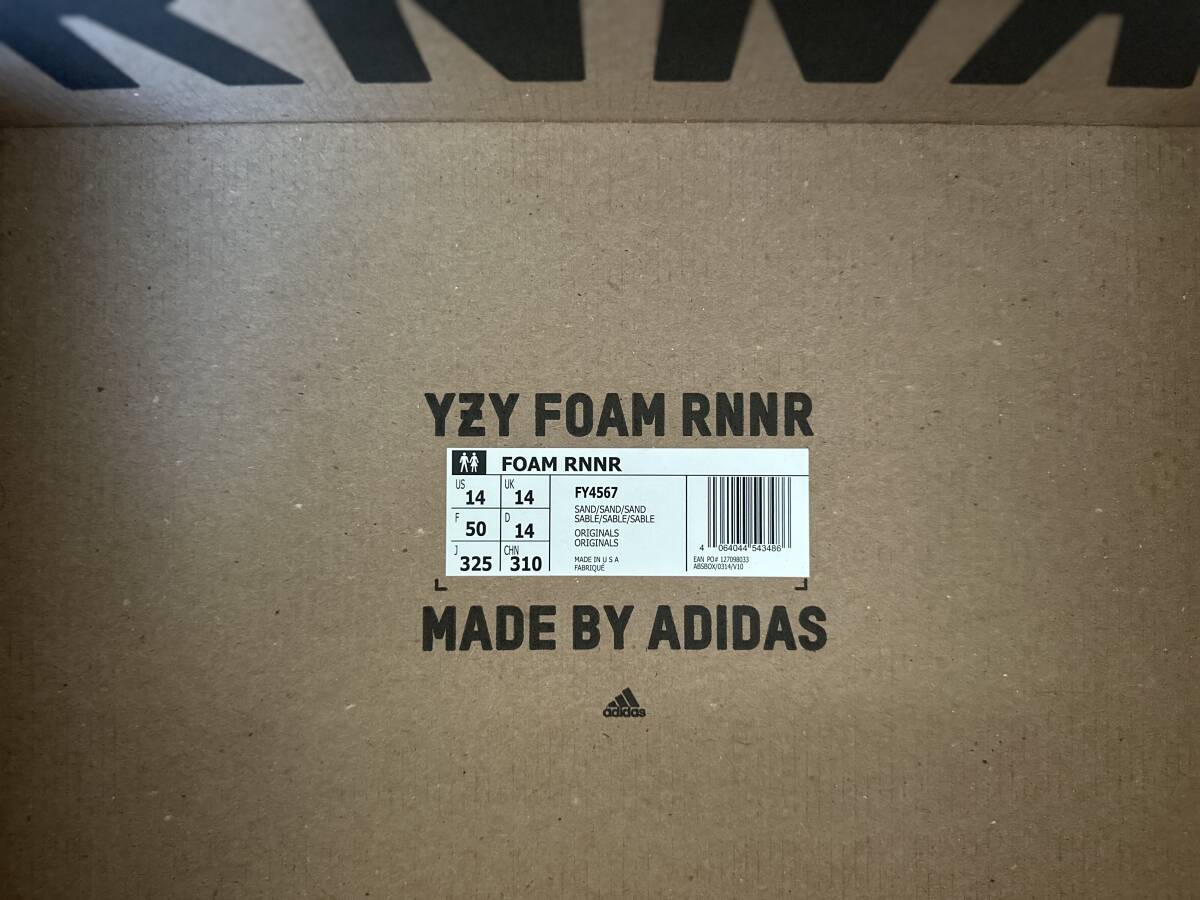 RNNR
YZY FOAM RNNR
FOAM RNNR
US 14 UK 14
F 50 D 14
J 325 CHN 310
FY4567
SAND/SAND/SAND
SABLE/SABLE/SABLE
ORIGINALS
ORIGINALS
MADE IN U S A
FABRIQUÉ
4 064044 543486
EAN PO# 127098033
ABSBOX/0314/V10
MADE BY ADIDAS
adidas